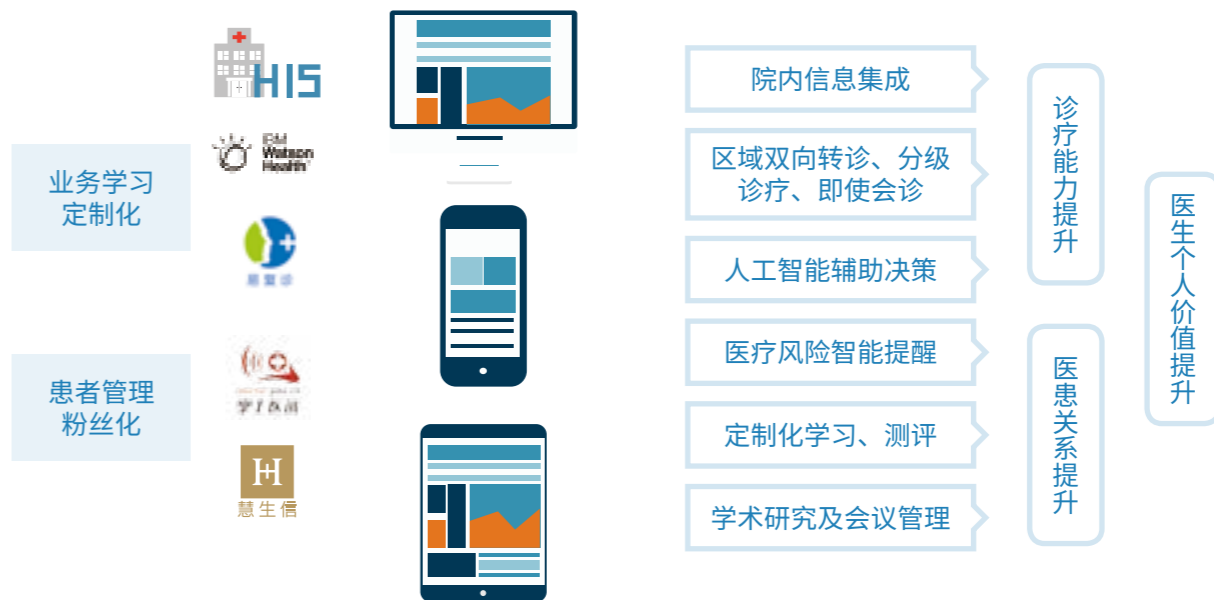 HIS
IBM
Watson
Health
业务学习
定制化
患者管理
粉丝化
慧生信
院内信息集成
区域双向转诊、分级
诊疗、即使会诊
人工智能辅助决策
医疗风险智能提醒
定制化学习、测评
学术研究及会议管理
诊疗能力提升
医患关系提升
医生个人价值提升